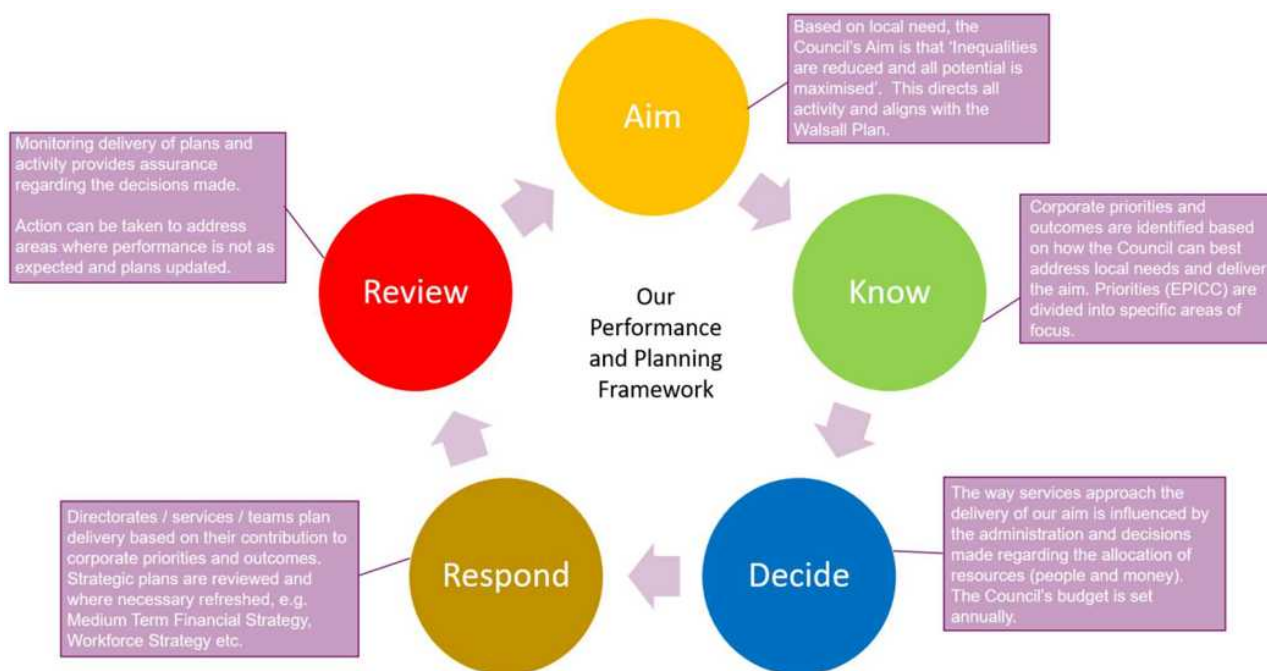 Aim
Based on local need, the
Council's Aim is that 'Inequalities
are reduced and all potential is
maximised'. This directs all
activity and aligns with the
Walsall Plan.
Know
Corporate priorities and
outcomes are identified based
on how the Council can best
address local needs and deliver
the aim. Priorities (EPICC) are
divided into specific areas of
focus.
Decide
The way services approach the
delivery of our aim is influenced by
the administration and decisions
made regarding the allocation of
resources (people and money).
The Council's budget is set
annually.
Respond
Directorates / services / teams plan
delivery based on their contribution to
corporate priorities and outcomes.
Strategic plans are reviewed and
where necessary refreshed, e.g.
Medium Term Financial Strategy,
Workforce Strategy etc.
Review
Monitoring delivery of plans and
activity provides assurance
regarding the decisions made.
Action can be taken to address
areas where performance is not as
expected and plans updated.
Our
Performance
and Planning
Framework